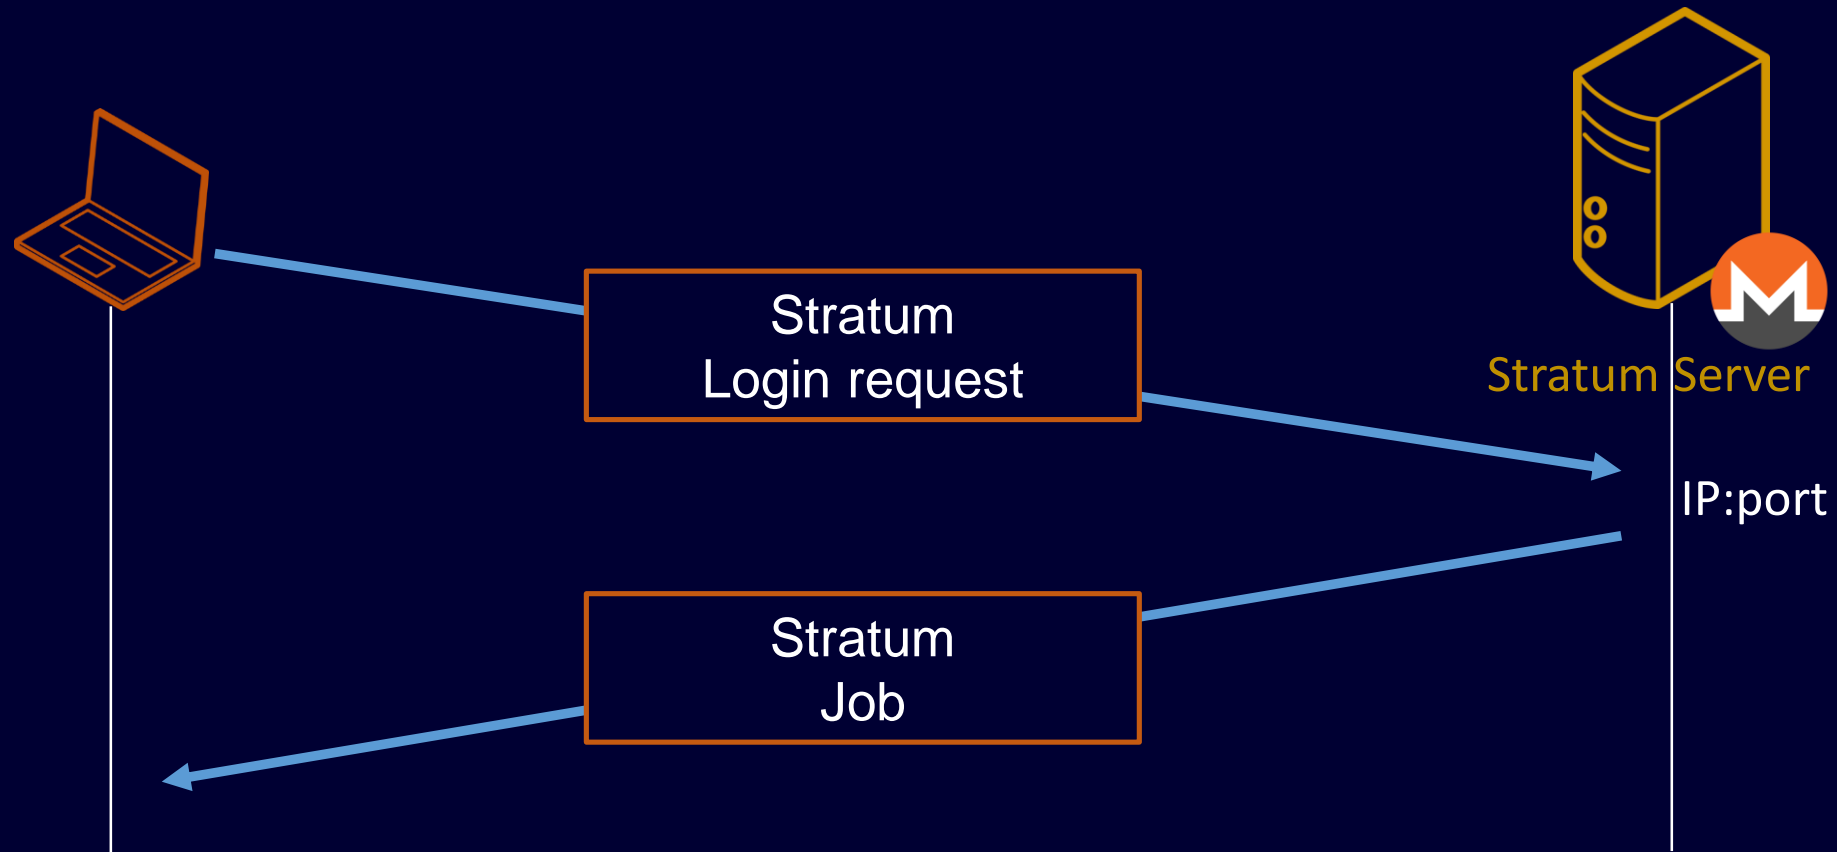 Stratum
Login request
Stratum Server
IP:port
Stratum
Job